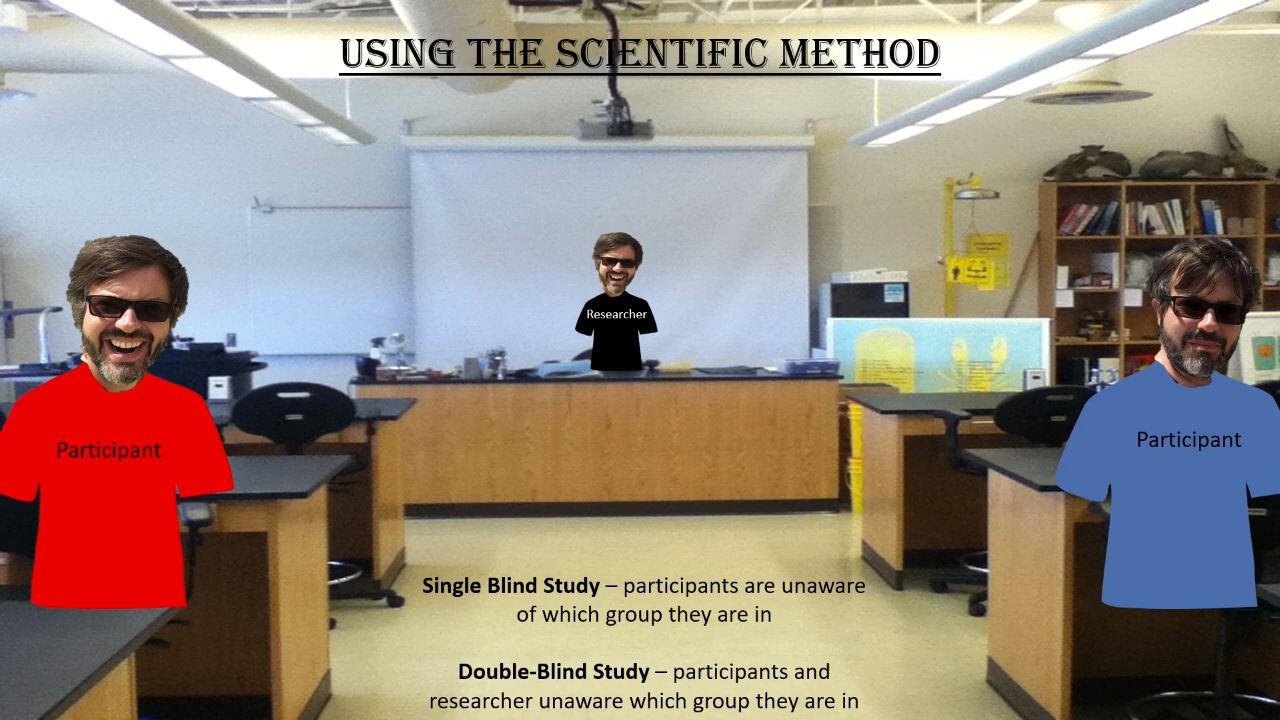 USING THE SCIENTIFIC METHOD
Researcher
Participant
Participant
Single Blind Study – participants are unaware
of which group they are in
Double-Blind Study – participants and
researcher unaware which group they are in